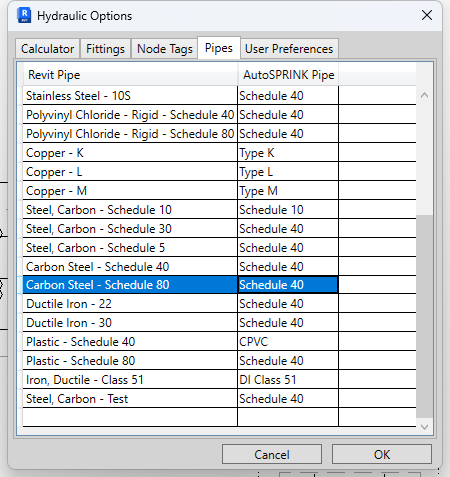 Hydraulic Options
Calculator Fittings Node Tags Pipes User Preferences
Revit Pipe AutoSPRINK Pipe
Stainless Steel - 10S Schedule 40
Polyvinyl Chloride - Rigid - Schedule 40 Schedule 40
Polyvinyl Chloride - Rigid - Schedule 80 Schedule 40
Copper - K Type K
Copper - L Type L
Copper - M Type M
Steel, Carbon - Schedule 10 Schedule 10
Steel, Carbon - Schedule 30 Schedule 40
Steel, Carbon - Schedule 5 Schedule 40
Carbon Steel - Schedule 40 Schedule 40
Carbon Steel - Schedule 80 Schedule 40
Ductile Iron - 22 Schedule 40
Ductile Iron - 30 Schedule 40
Plastic - Schedule 40 CPVC
Plastic - Schedule 80 Schedule 40
Iron, Ductile - Class 51 DI Class 51
Steel, Carbon - Test Schedule 40
Cancel OK